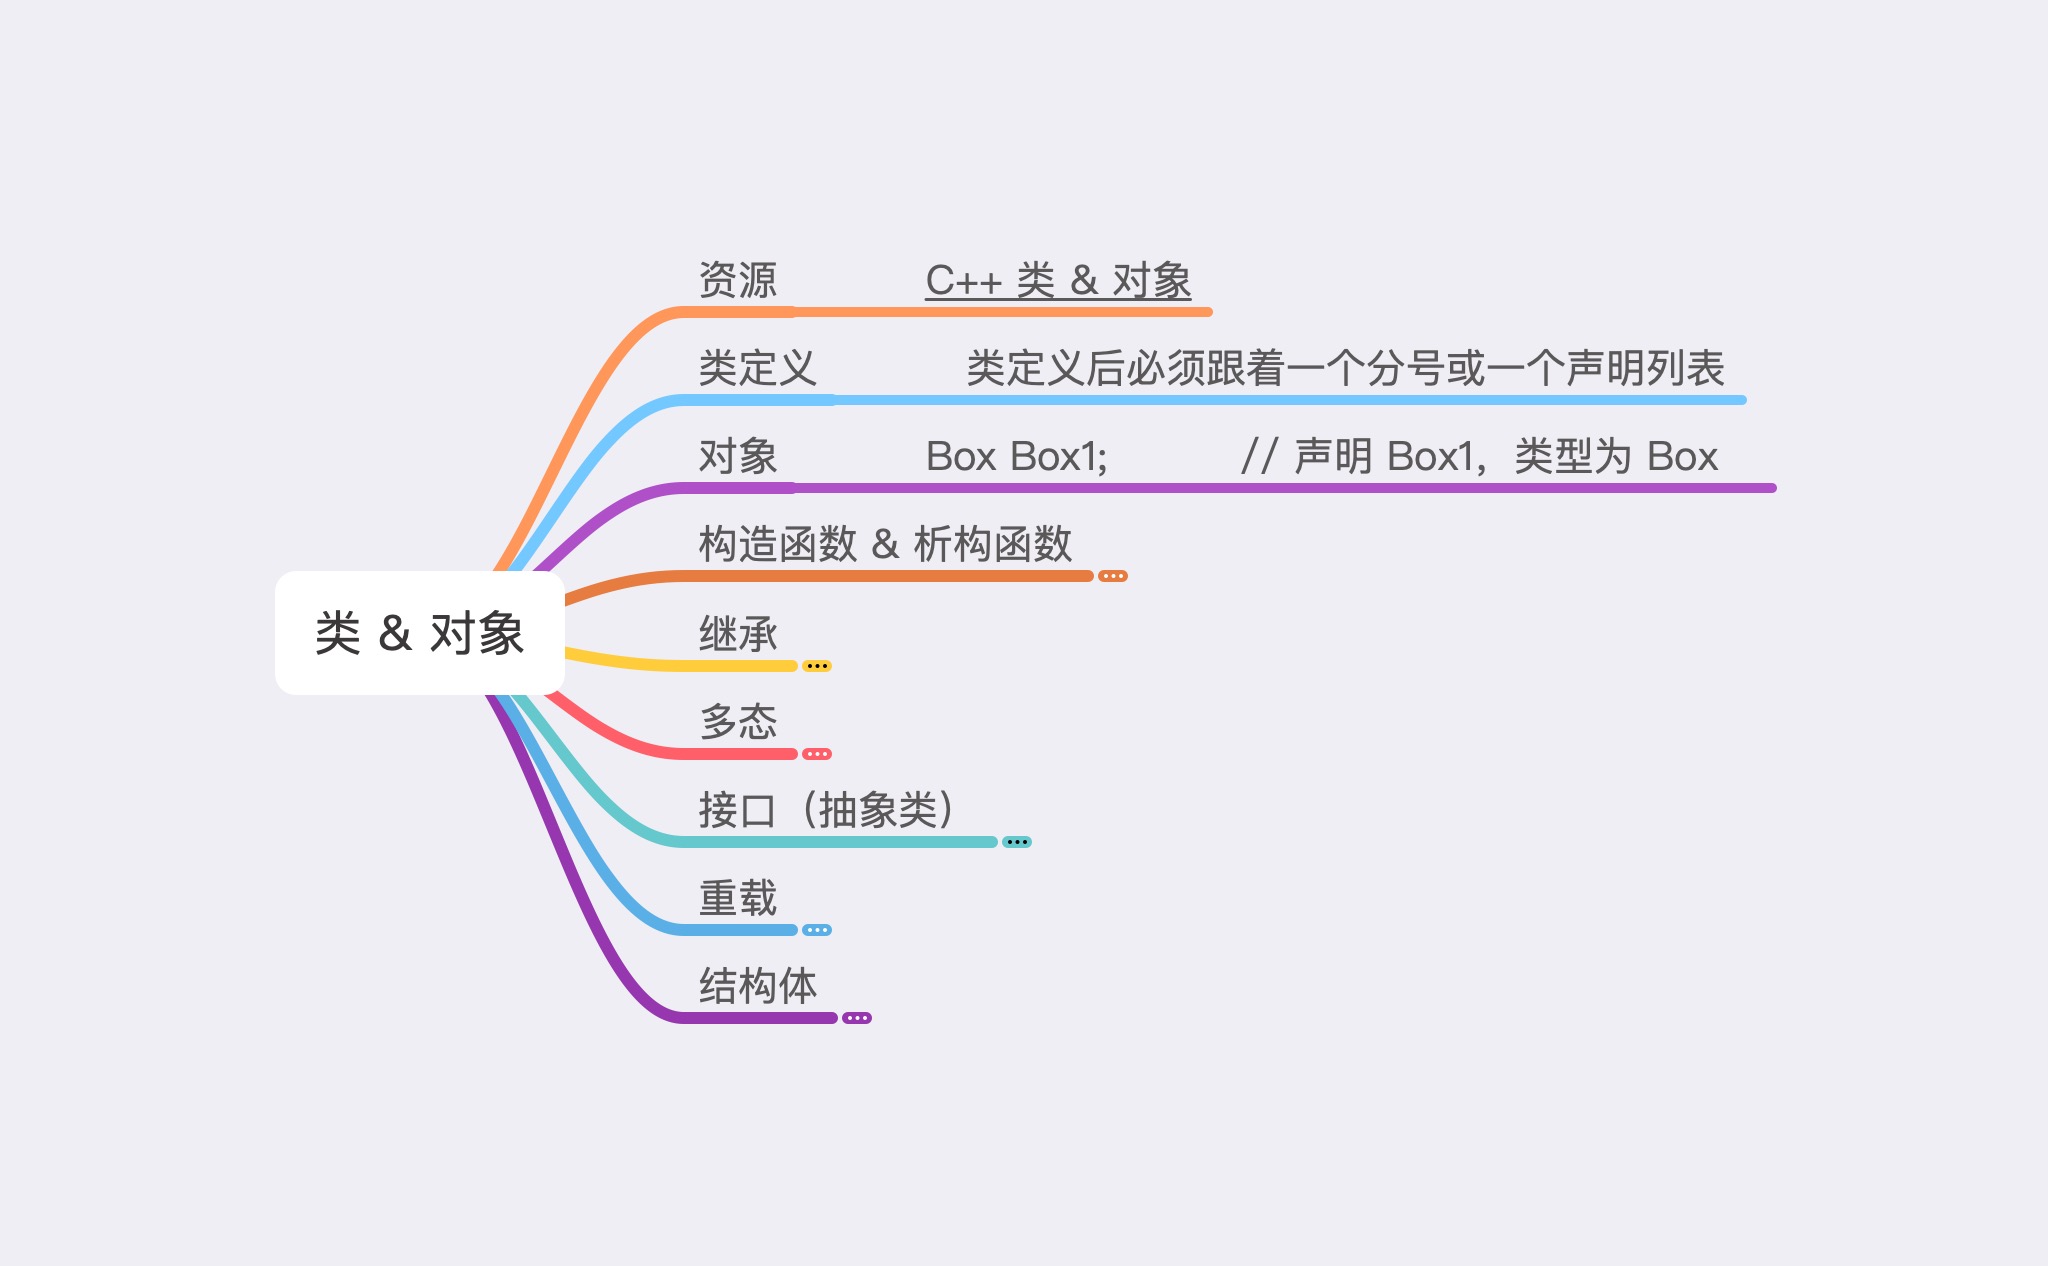 资源 C++ 类 & 对象
类定义 类定义后必须跟着一个分号或一个声明列表
对象 Box Box1; // 声明 Box1，类型为 Box
构造函数 & 析构函数
类 & 对象
继承
多态
接口（抽象类）
重载
结构体